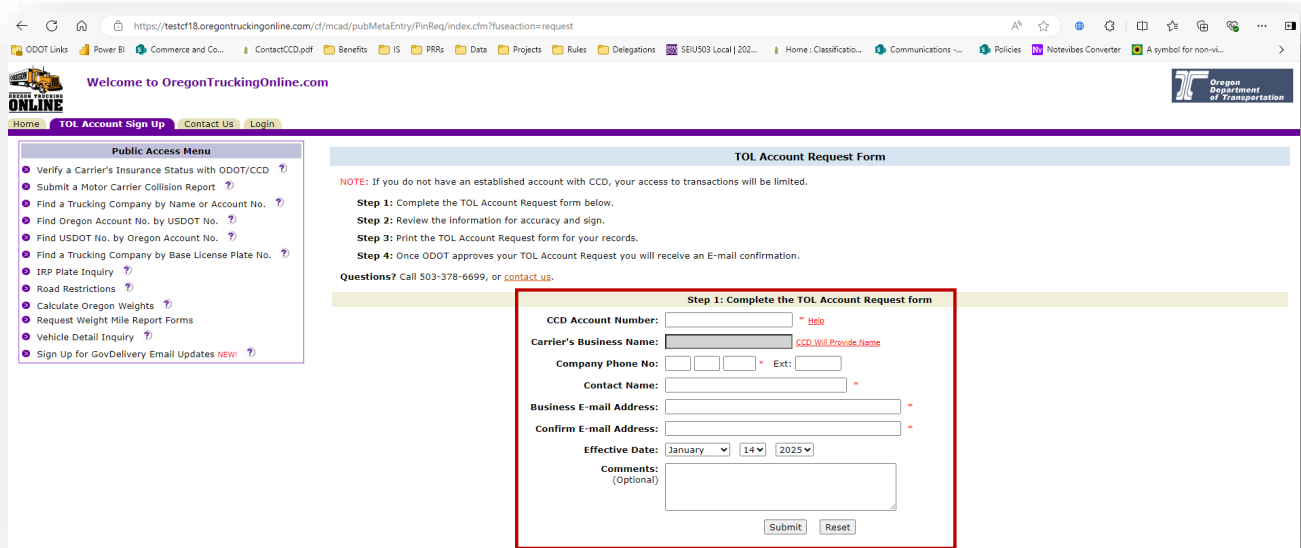 https://testcf18.oregontruckingonline.com/cf/mcad/pubMetaEntry/PinReq/index.cfm?fuseaction=request
ODOT Links Power BI Commerce and Co... ContactCCD.pdf Benefits IS PRRs Data Projects Rules Delegations SEIU503 Local | 202... Home : Classificatio... Communications -... Policies Nv Notevibes Converter A symbol for non-vi...
OREGON TRUCKING
ONLINE
Welcome to OregonTruckingOnline.com
Oregon
Department
of Transportation
Home TOL Account Sign Up Contact Us Login
Public Access Menu
Verify a Carrier's Insurance Status with ODOT/CCD ?
Submit a Motor Carrier Collision Report ?
Find a Trucking Company by Name or Account No. ?
Find Oregon Account No. by USDOT No. ?
Find USDOT No. by Oregon Account No. ?
Find a Trucking Company by Base License Plate No. ?
IRP Plate Inquiry ?
Road Restrictions ?
Calculate Oregon Weights ?
Request Weight Mile Report Forms
Vehicle Detail Inquiry ?
Sign Up for GovDelivery Email Updates NEW! ?
TOL Account Request Form
NOTE: If you do not have an established account with CCD, your access to transactions will be limited.
Step 1: Complete the TOL Account Request form below.
Step 2: Review the information for accuracy and sign.
Step 3: Print the TOL Account Request form for your records.
Step 4: Once ODOT approves your TOL Account Request you will receive an E-mail confirmation.
Questions? Call 503-378-6699, or contact us.
Step 1: Complete the TOL Account Request form
CCD Account Number: * Help
Carrier's Business Name: CCD Will Provide Name
Company Phone No: * Ext:
Contact Name: *
Business E-mail Address: *
Confirm E-mail Address: *
Effective Date: January 14 2025
Comments:
(Optional)
Submit Reset